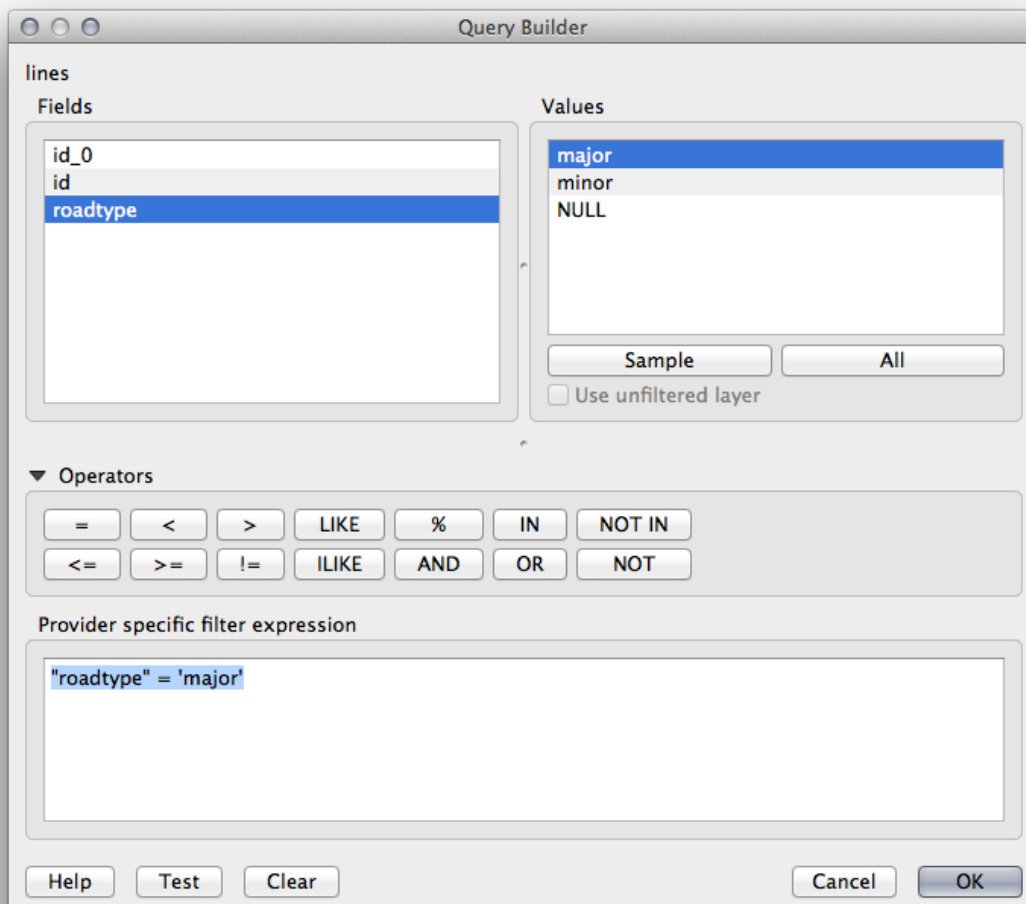 Query Builder
lines
Fields
id_0
id
roadtype
Values
major
minor
NULL
Sample All
Use unfiltered layer
Operators
= < > LIKE % IN NOT IN
<= >= != ILIKE AND OR NOT
Provider specific filter expression
"roadtype" = 'major'
Help Test Clear Cancel OK